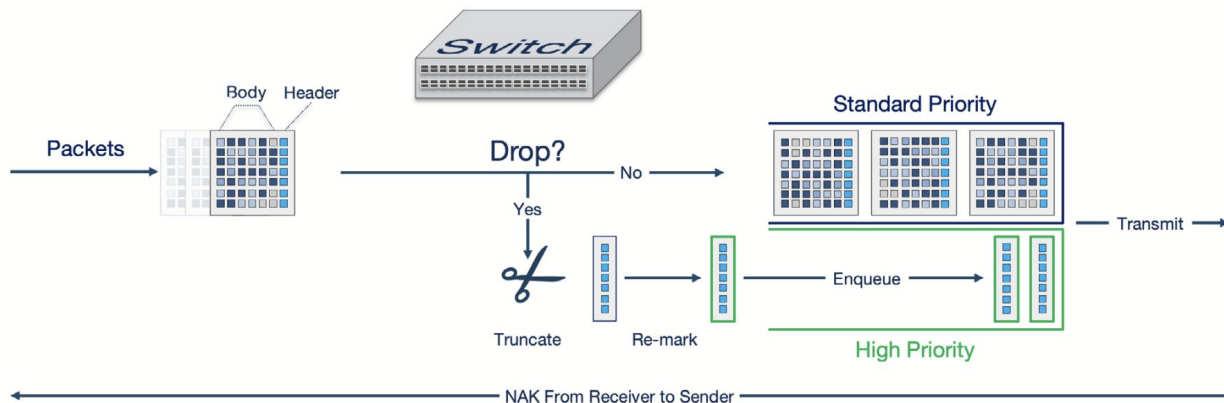 Switch
Body
Header
Packets
Drop?
No
Yes
Truncate
Re-mark
Standard Priority
Enqueue
High Priority
Transmit
NAK From Receiver to Sender